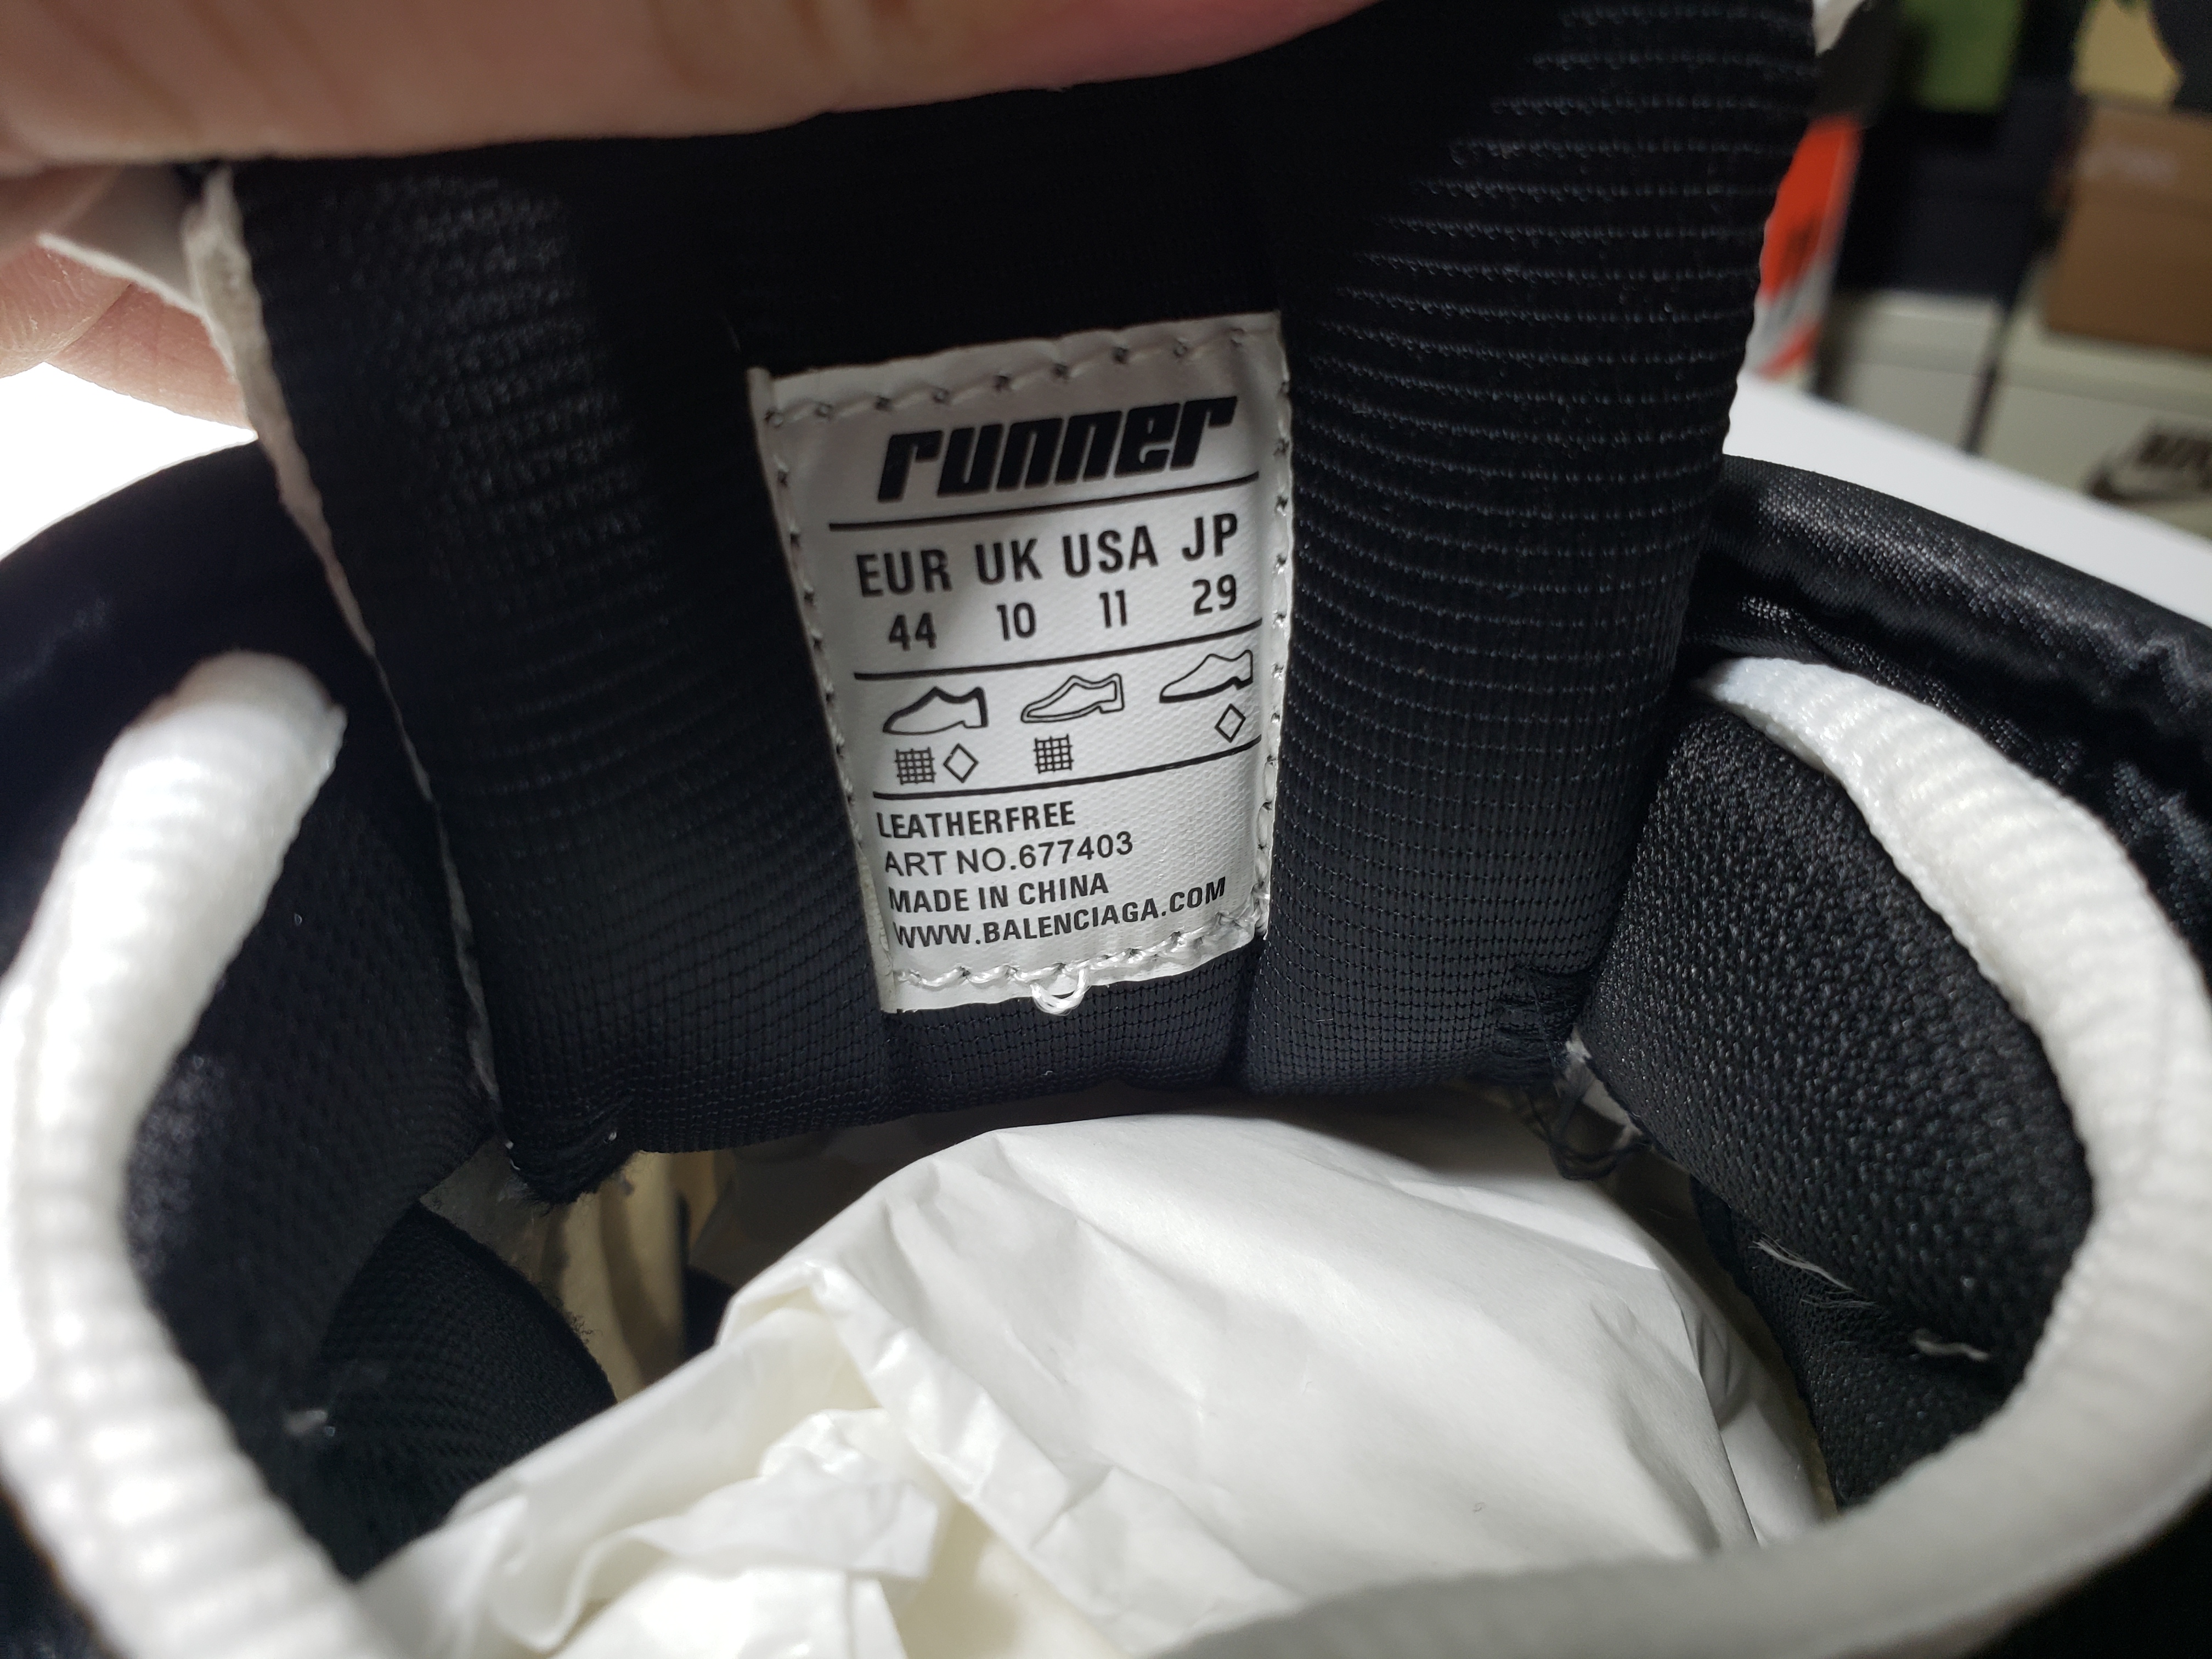 runner
EUR UK USA JP
44 10 11 29
LEATHERFREE
ART NO.677403
MADE IN CHINA
WWW.BALENCIAGA.COM